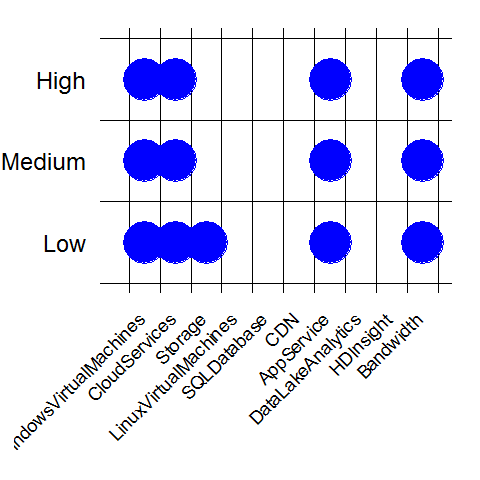 High
Medium
Low
ndowsVirtualMachines
CloudServices
Storage
LinuxVirtualMachines
SQLDatabase
CDN
AppService
DataLakeAnalytics
HDInsight
Bandwidth